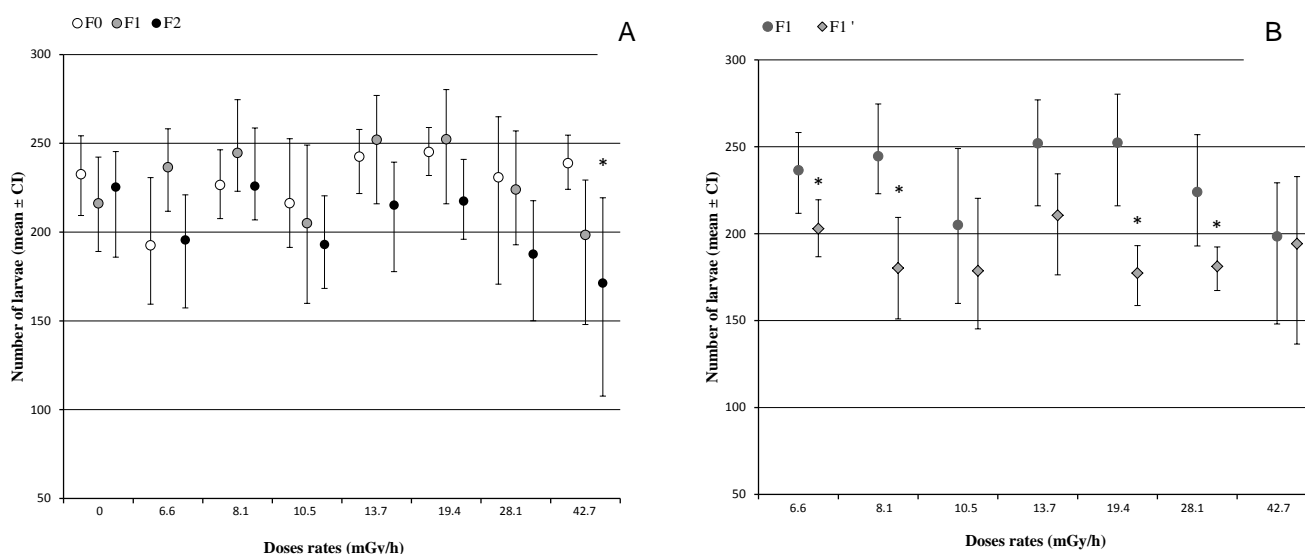 F0 F1 F2
A
300
250
200
150
100
50
Number of larvae (mean ± CI)
*
0 6.6 8.1 10.5 13.7 19.4 28.1 42.7
Doses rates (mGy/h)
F1 F1 '
B
300
250
200
150
100
50
Number of larvae (mean ± CI)
* * * *
6.6 8.1 10.5 13.7 19.4 28.1 42.7
Doses rates (mGy/h)